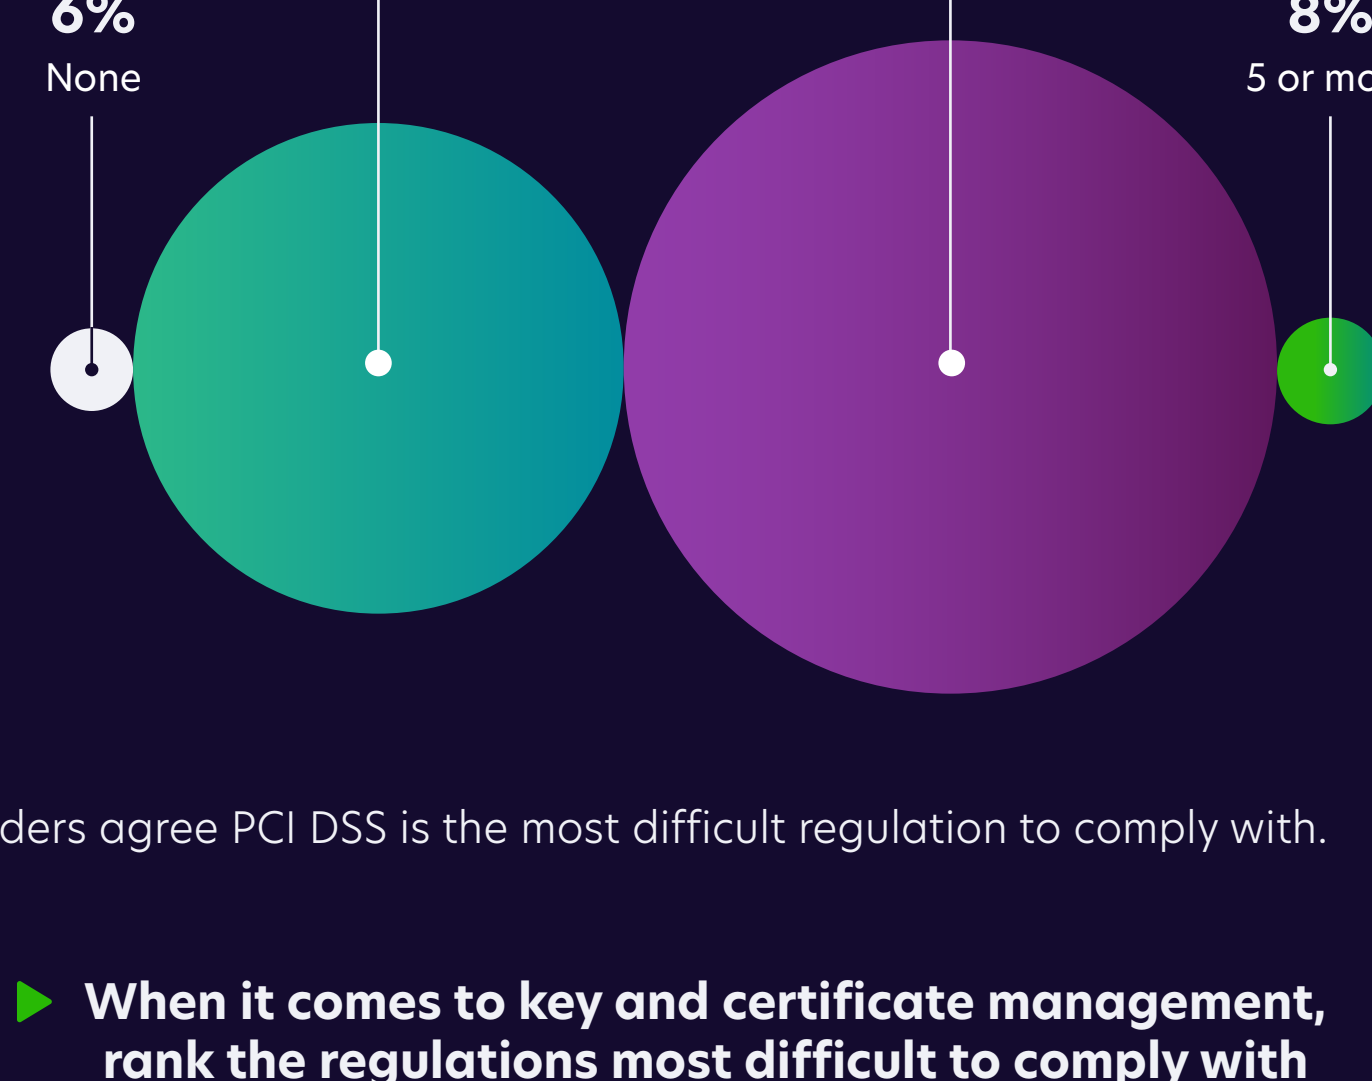 6%
None
8%
5 or mo
ders agree PCI DSS is the most difficult regulation to comply with.
When it comes to key and certificate management,
rank the regulations most difficult to comply with